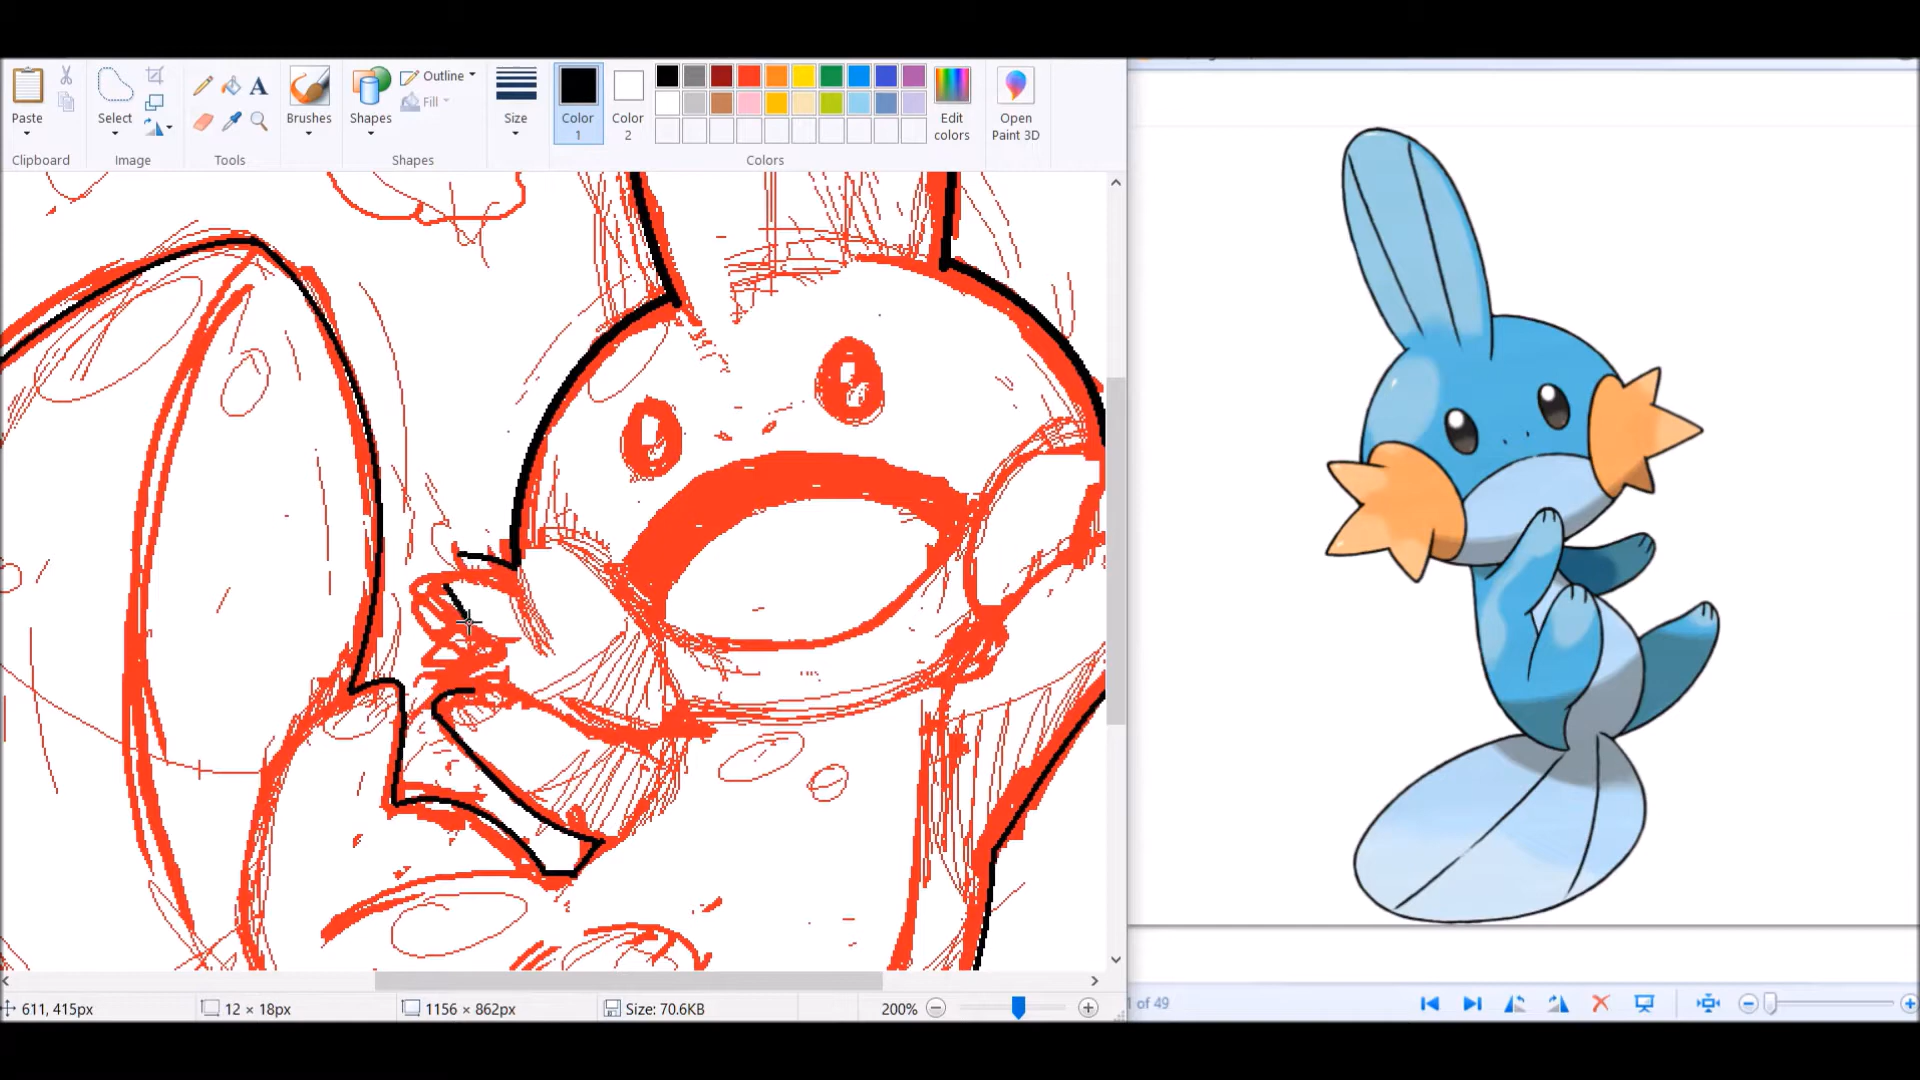 Paste
Select
A
Brushes
Shapes
Outline
Fill
Size
Color
1
Color
2
Edit
colors
Open
Paint 3D
Clipboard
Image
Tools
Shapes
Colors
611, 415px
12 × 18px
1156 × 862px
Size: 70.6KB
200%
of 49